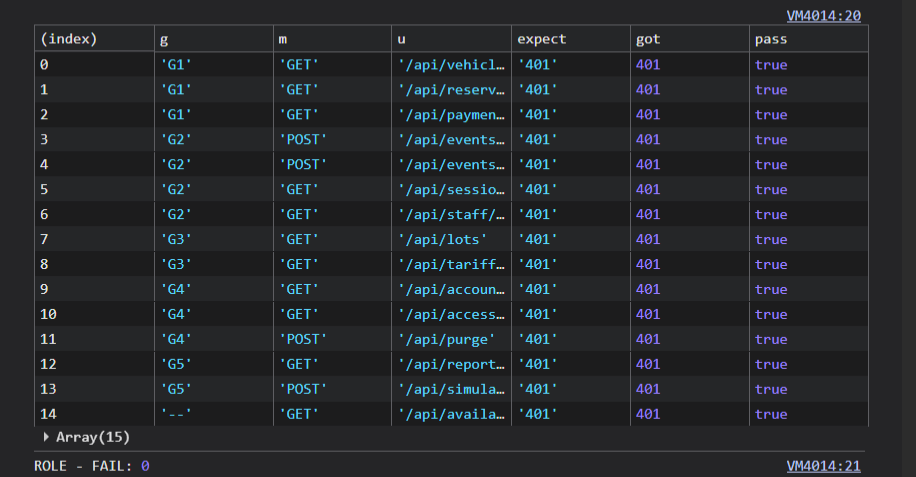 VM4014:20
(index) g m u expect got pass
0 'G1' 'GET' '/api/vehicl… '401' 401 true
1 'G1' 'GET' '/api/reserv… '401' 401 true
2 'G1' 'GET' '/api/paymen… '401' 401 true
3 'G2' 'POST' '/api/events… '401' 401 true
4 'G2' 'POST' '/api/events… '401' 401 true
5 'G2' 'GET' '/api/sessio… '401' 401 true
6 'G2' 'GET' '/api/staff/… '401' 401 true
7 'G3' 'GET' '/api/lots' '401' 401 true
8 'G3' 'GET' '/api/tariff… '401' 401 true
9 'G4' 'GET' '/api/accoun… '401' 401 true
10 'G4' 'GET' '/api/access… '401' 401 true
11 'G4' 'POST' '/api/purge' '401' 401 true
12 'G5' 'GET' '/api/report… '401' 401 true
13 'G5' 'POST' '/api/simula… '401' 401 true
14 '--' 'GET' '/api/availa… '401' 401 true
Array(15)
ROLE - FAIL: 0 VM4014:21